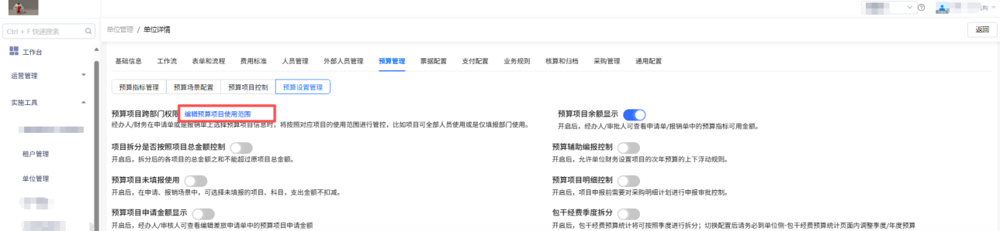 Ctrl + F 快速搜索
单位管理 / 单位详情
返回
工作台
运营管理
实施工具
租户管理
单位管理
基础信息 工作流 表单和流程 费用标准 人员管理 外部人员管理 预算管理 票据配置 支付配置 业务规则 核算和归档 采购管理 通用配置
预算指标管理 预算场景配置 预算项目控制 预算设置管理
预算项目跨部门权限 编辑预算项目使用范围
经办人/财务在申请单或是报销单上选择预算项目信息时，将按照对应项目的使用范围进行管控，比如项目可全部人员使用或是仅填报部门使用。
预算项目余额显示
开启后，经办人/审批人可查看申请单/报销单中的预算指标可用金额。
项目拆分是否按照项目总金额控制
开启后，拆分后的各项目的总金额之和不能超过原项目总金额。
预算辅助编报控制
开启后，允许单位财务设置项目的次年预算的上下浮动规则。
预算项目未填报使用
开启后，在申请、报销场景中，可选择未填报的项目、科目，支出金额不扣减。
预算项目明细控制
开启后，项目申报前需要对采购明细计划进行申报审批控制。
预算项目申请金额显示
开启后，经办人/审核人可查看编辑差旅申请单中的预算项目申请金额
包干经费季度拆分
开启后，包干经费预算统计将可按照季度进行拆分；切换配置后请务必到单位侧-包干经费预算统计页面内调整季度/年度预算